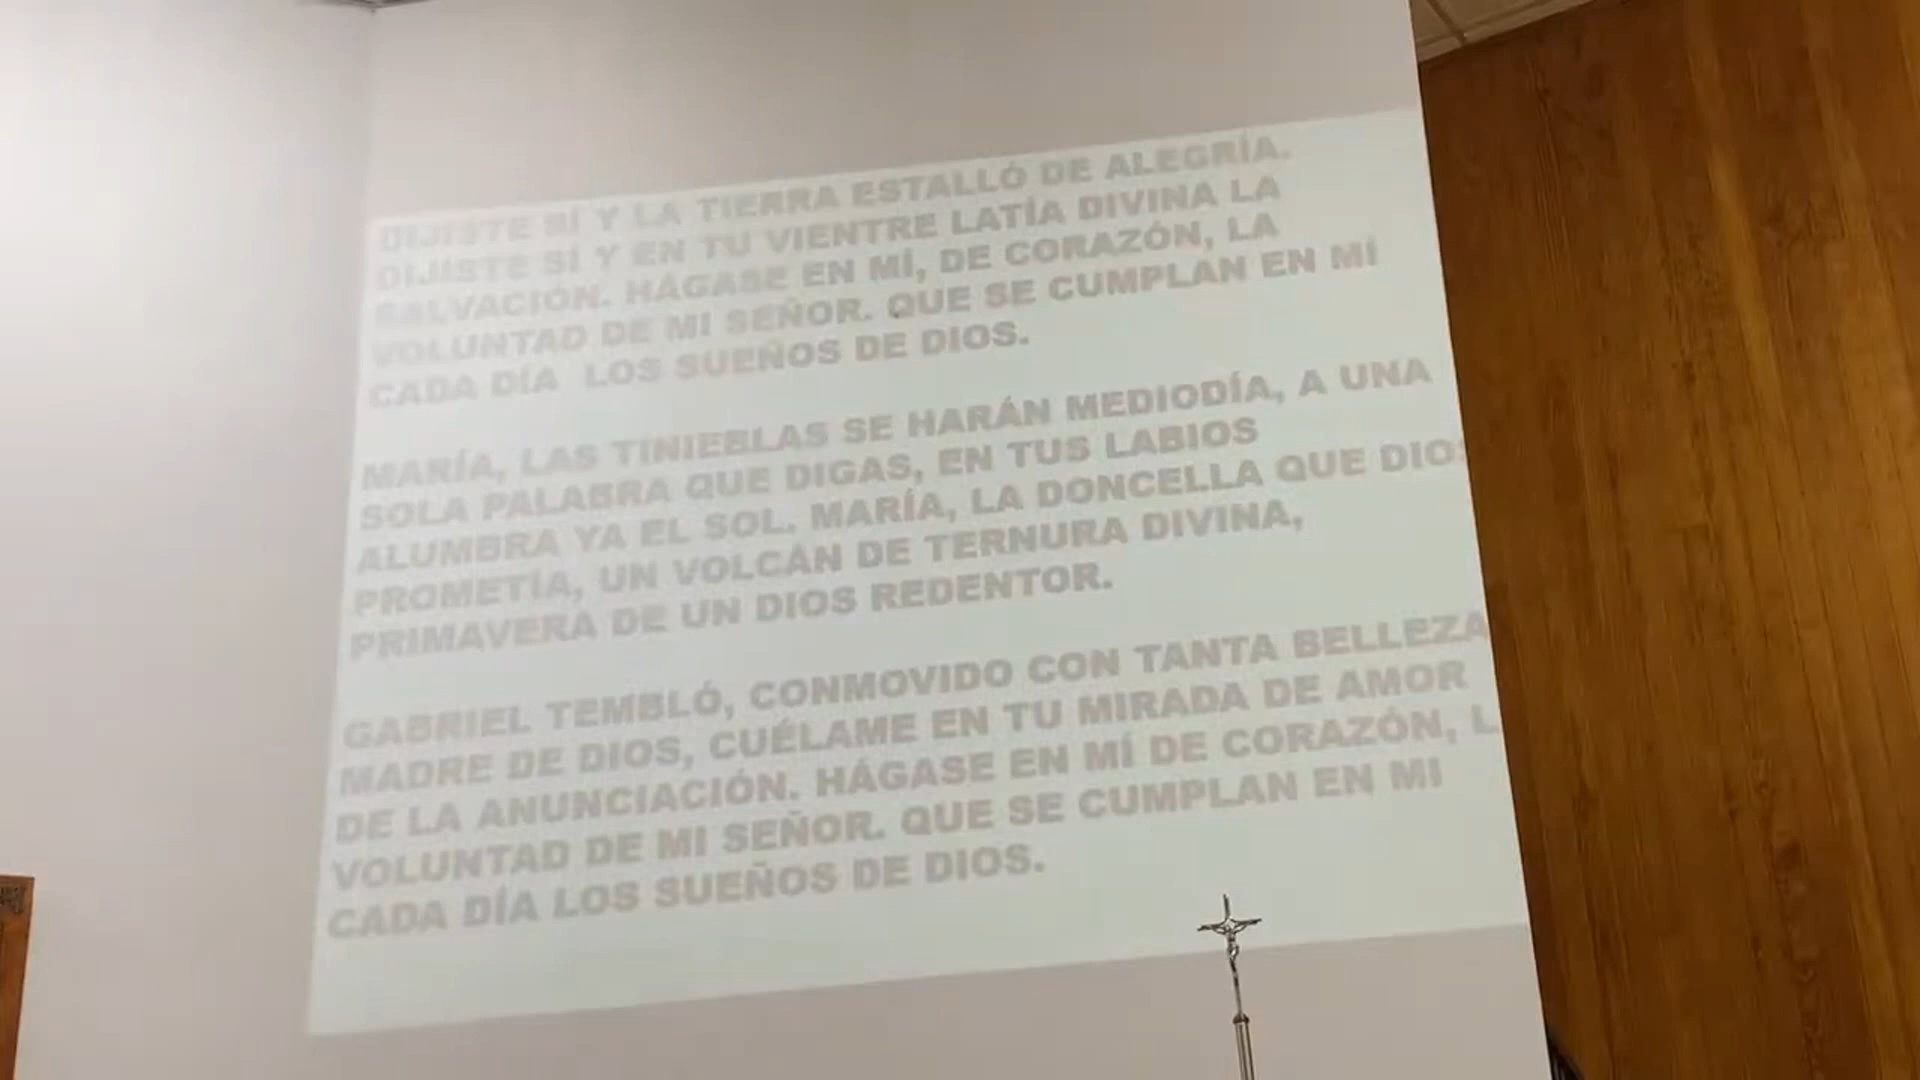 DIJISTE SÍ Y LA TIERRA ESTALLÓ DE ALEGRÍA.
DIJISTE SÍ Y EN TU VIENTRE LATÍA DIVINA LA
SALVACIÓN. HÁGASE EN MÍ, DE CORAZÓN, LA
VOLUNTAD DE MI SEÑOR. QUE SE CUMPLAN EN MÍ
CADA DÍA LOS SUEÑOS DE DIOS.
MARÍA, LAS TINIEBLAS SE HARÁN MEDIODÍA, A UNA
SOLA PALABRA QUE DIGAS, EN TUS LABIOS
ALUMBRA YA EL SOL. MARÍA, LA DONCELLA QUE DIOS
PROMETÍA, UN VOLCÁN DE TERNURA DIVINA,
PRIMAVERA DE UN DIOS REDENTOR.
GABRIEL TEMBLÓ, CONMOVIDO CON TANTA BELLEZA
MADRE DE DIOS, CUÉLAME EN TU MIRADA DE AMOR
DE LA ANUNCIACIÓN. HÁGASE EN MÍ DE CORAZÓN, L
VOLUNTAD DE MI SEÑOR. QUE SE CUMPLAN EN MI
CADA DÍA LOS SUEÑOS DE DIOS.